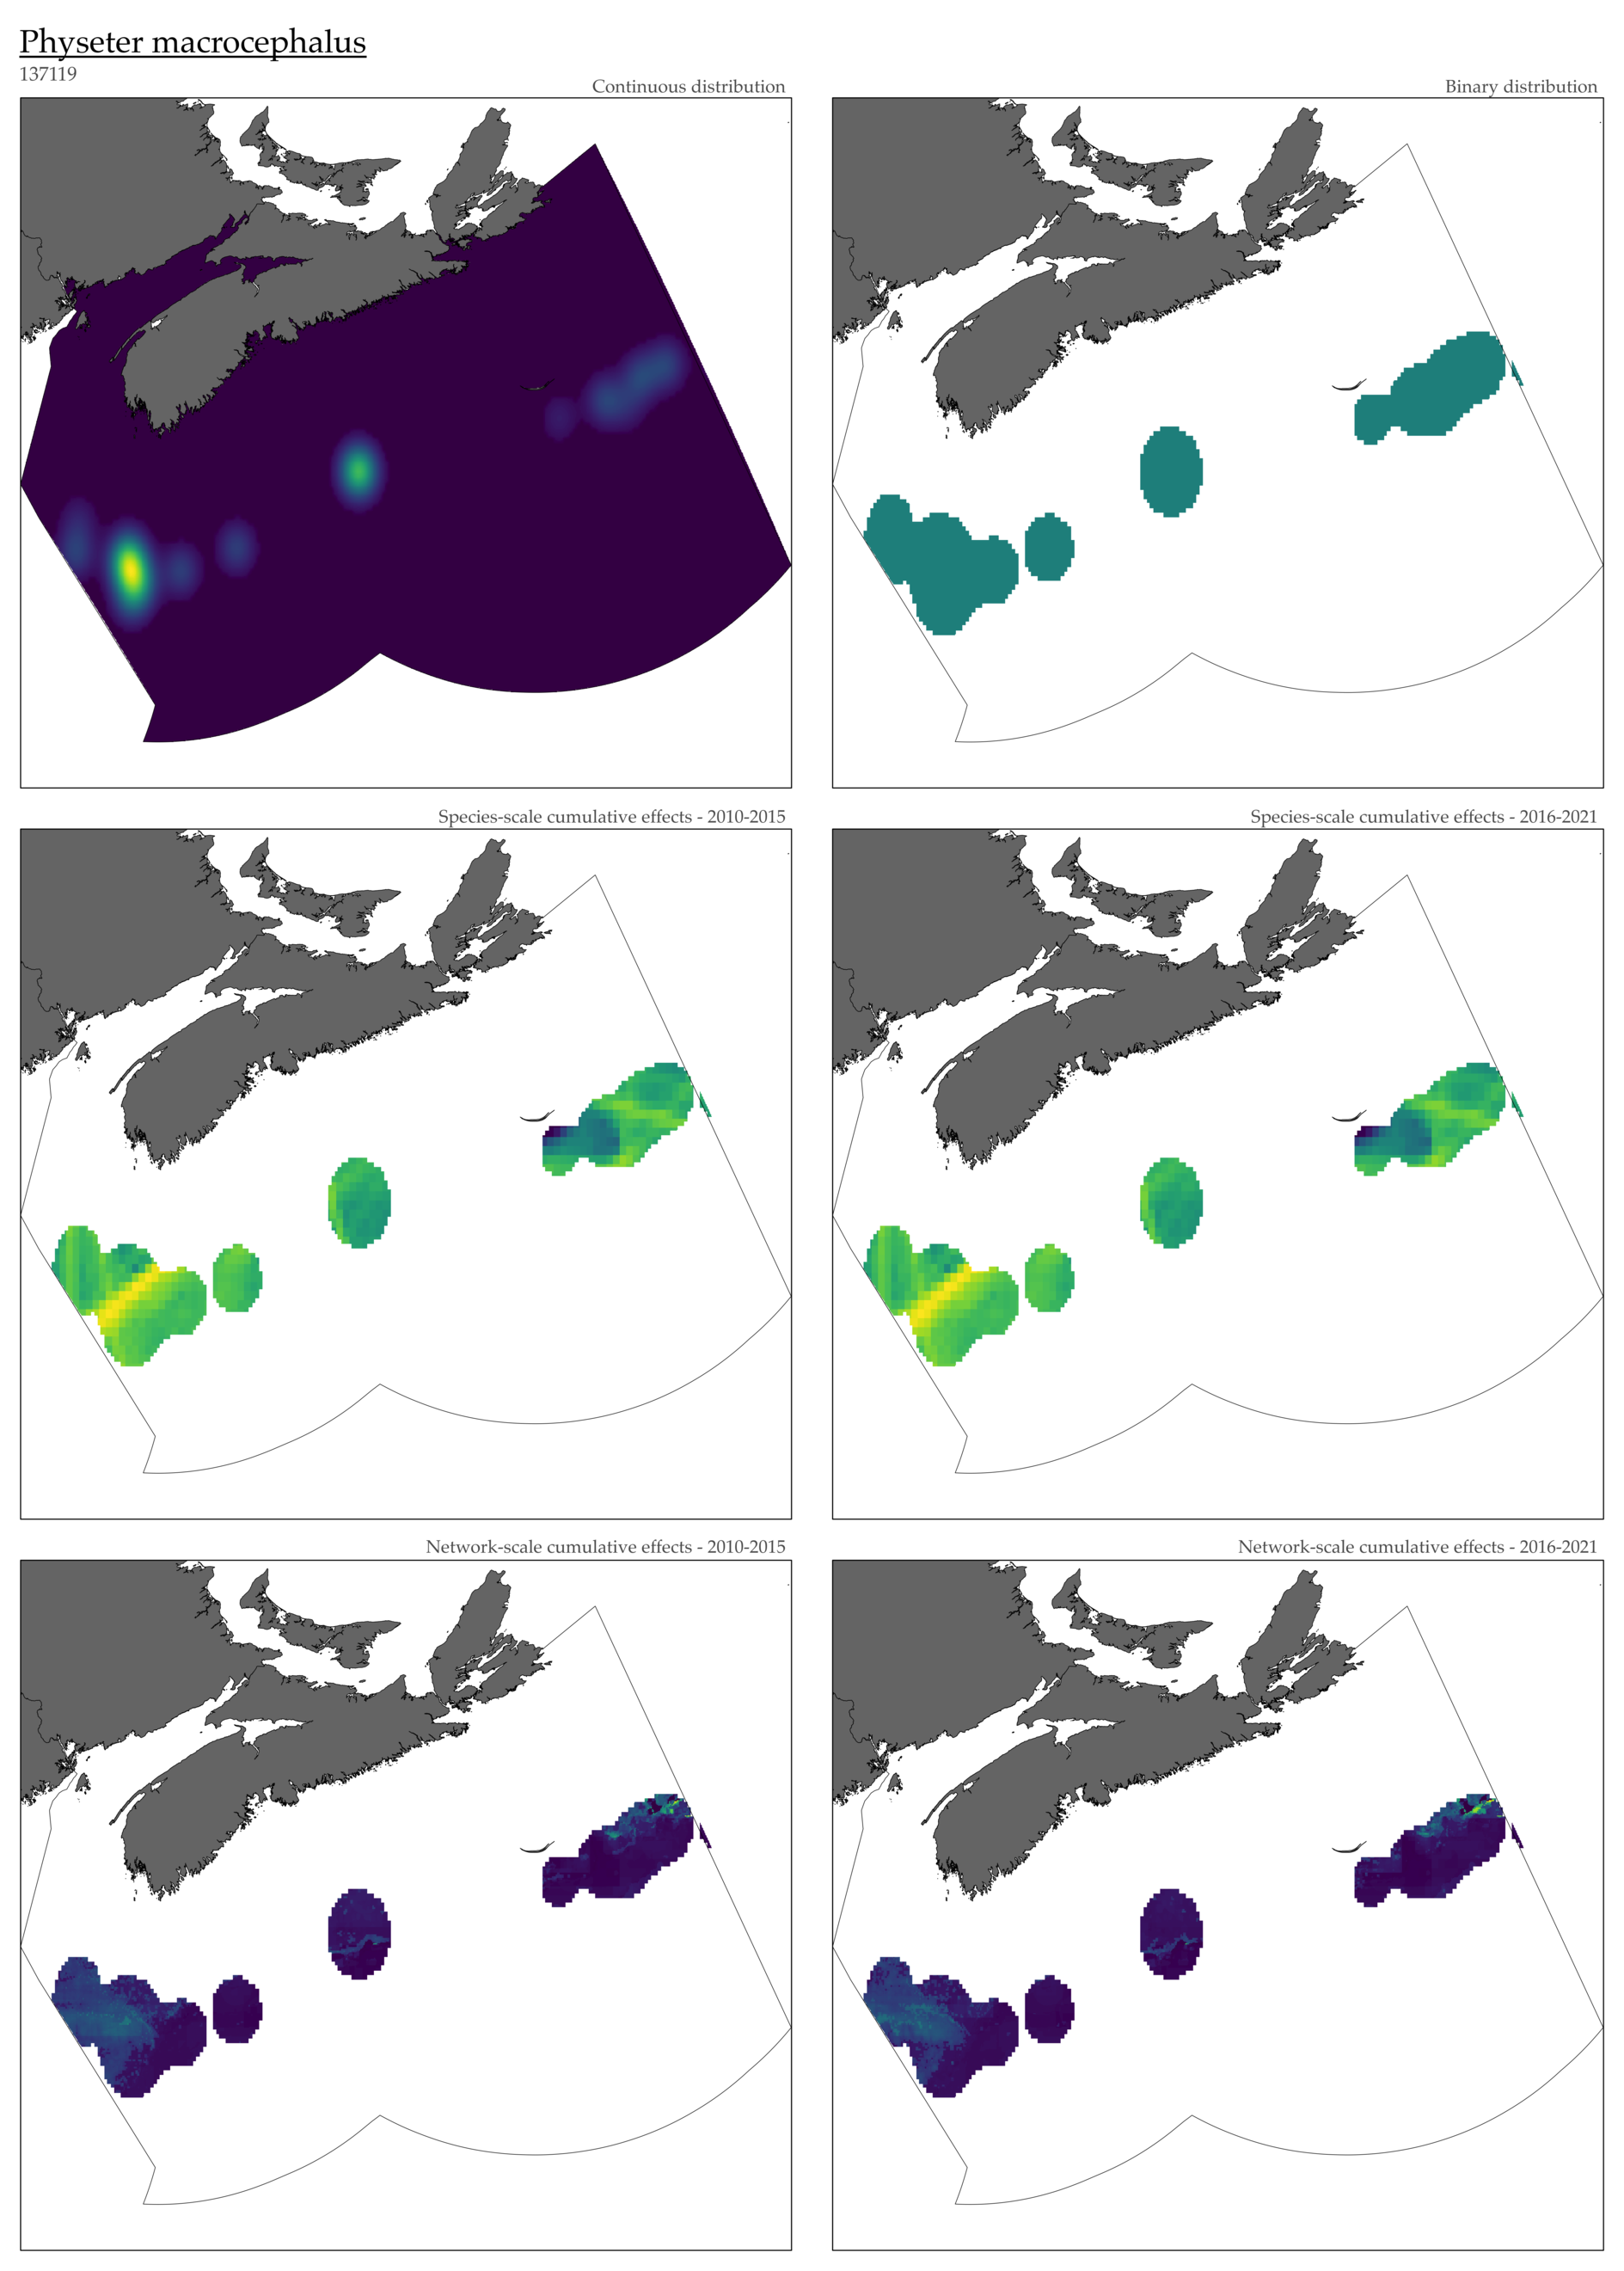 Physeter macrocephalus
137119
Continuous distribution
Binary distribution
Species-scale cumulative effects - 2010-2015
Species-scale cumulative effects - 2016-2021
Network-scale cumulative effects - 2010-2015
Network-scale cumulative effects - 2016-2021